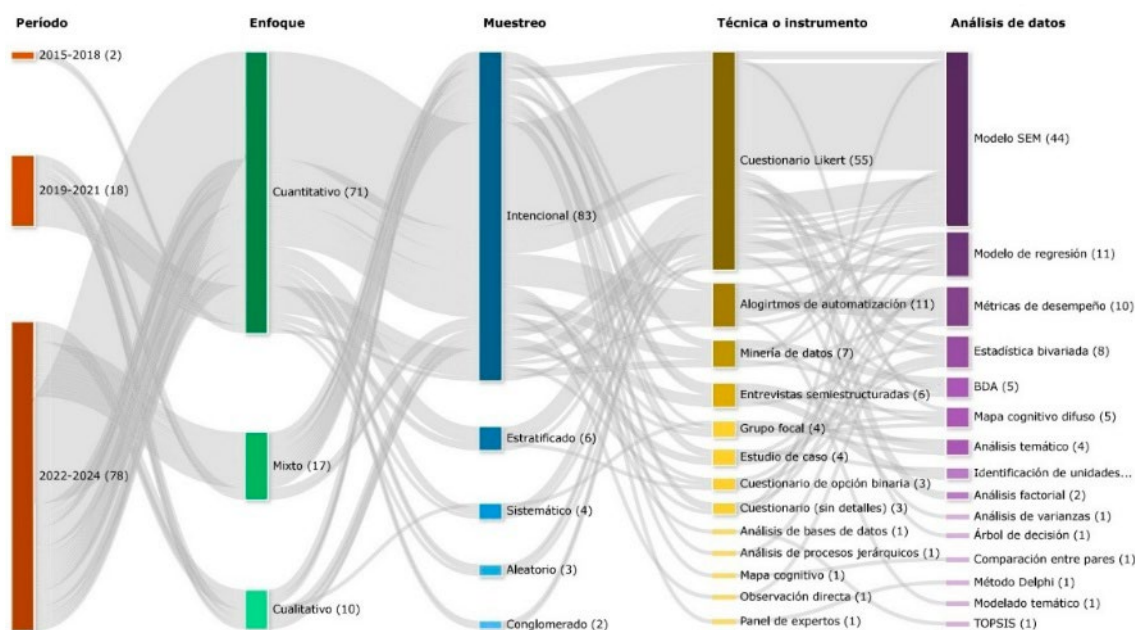 Período
Enfoque
Muestreo
Técnica o instrumento
Análisis de datos
2015-2018 (2)
2019-2021 (18)
2022-2024 (78)
Cuantitativo (71)
Mixto (17)
Cualitativo (10)
Intencional (83)
Estratificado (6)
Sistemático (4)
Aleatorio (3)
Conglomerado (2)
Cuestionario Likert (55)
Alogirtmos de automatización (11)
Minería de datos (7)
Entrevistas semiestructuradas (6)
Grupo focal (4)
Estudio de caso (4)
Cuestionario de opción binaria (3)
Cuestionario (sin detalles) (3)
Análisis de bases de datos (1)
Análisis de procesos jerárquicos (1)
Mapa cognitivo (1)
Observación directa (1)
Panel de expertos (1)
Modelo SEM (44)
Modelo de regresión (11)
Métricas de desempeño (10)
Estadística bivariada (8)
BDA (5)
Mapa cognitivo difuso (5)
Análisis temático (4)
Identificación de unidades...
Análisis factorial (2)
Análisis de varianzas (1)
Árbol de decisión (1)
Comparación entre pares (1)
Método Delphi (1)
Modelado temático (1)
TOPSIS (1)